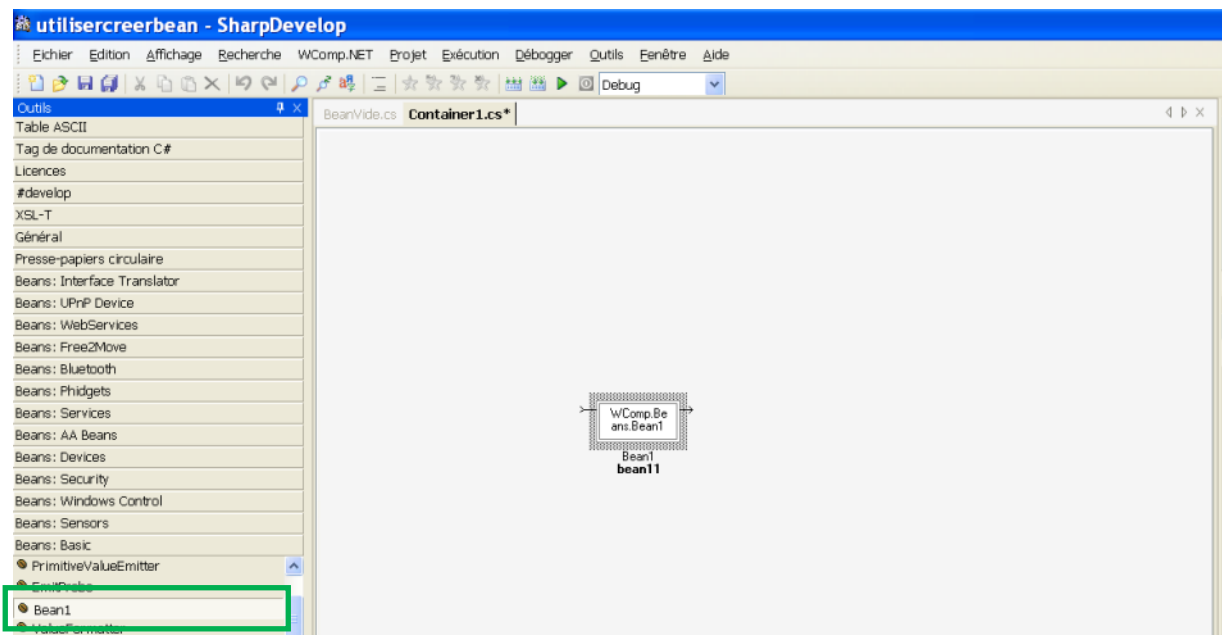 utilisercreerbean - SharpDevelop
Eichier Edition Affichage Recherche WComp.NET Projet Exécution Débogger Outils Fenêtre Aide
Debug
Outils
BeanVide.cs Container1.cs*
Table ASCII
Tag de documentation C#
Licences
#develop
XSL-T
Général
Presse-papiers circulaire
Beans: Interface Translator
Beans: UPnP Device
Beans: WebServices
Beans: Free2Move
Beans: Bluetooth
Beans: Phidgets
Beans: Services
Beans: AA Beans
Beans: Devices
Beans: Security
Beans: Windows Control
Beans: Sensors
Beans: Basic
PrimitiveValueEmitter
EmitProbe
Bean1
ValueFormatter
WComp.Be
ans.Bean1
Bean1
bean11